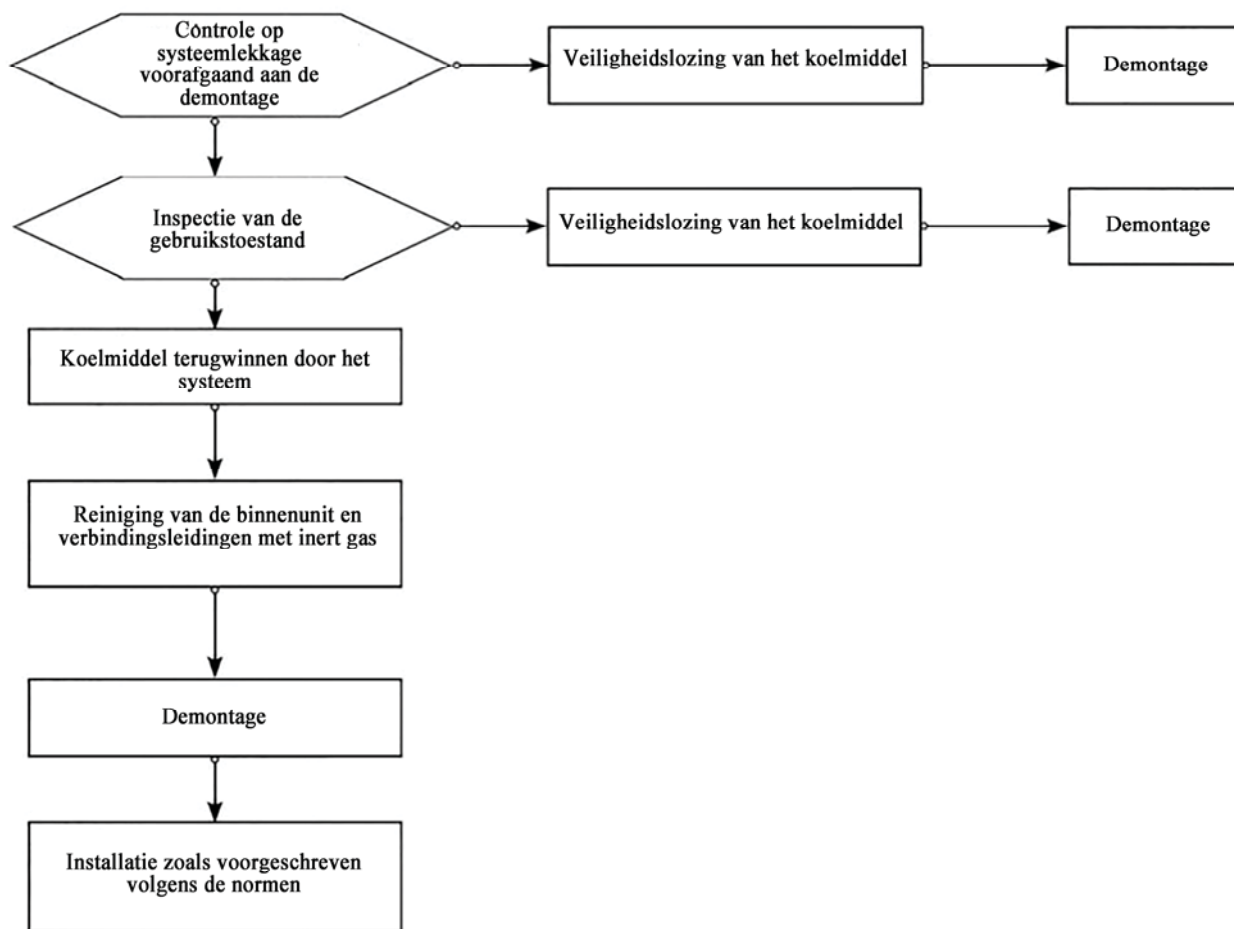 Controle op
systeemlekkage
voorafgaand aan de
demontage
Veiligheidslozing van het koelmiddel
Demontage
Inspectie van de
gebruikstoestand
Veiligheidslozing van het koelmiddel
Demontage
Koelmiddel terugwinnen door het
systeem
Reiniging van de binnenunit en
verbindingsleidingen met inert gas
Demontage
Installatie zoals voorgeschreven
volgens de normen